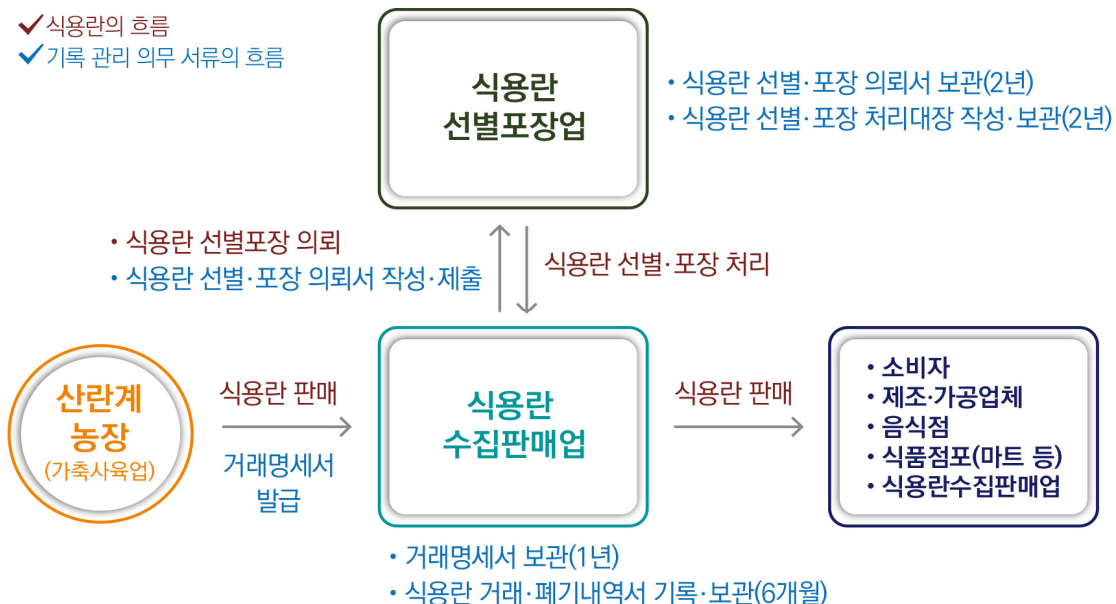 식용란의 흐름
기록 관리 의무 서류의 흐름
식용란
선별포장업
• 식용란 선별·포장 의뢰서 보관(2년)
• 식용란 선별·포장 처리대장 작성·보관(2년)
• 식용란 선별포장 의뢰
• 식용란 선별·포장 의뢰서 작성·제출
식용란 선별·포장 처리
산란계
농장
(가축사육업)
식용란 판매
거래명세서
발급
식용란
수집판매업
식용란 판매
• 소비자
• 제조·가공업체
• 음식점
• 식품점포(마트 등)
• 식용란수집판매업
• 거래명세서 보관(1년)
• 식용란 거래·폐기내역서 기록·보관(6개월)